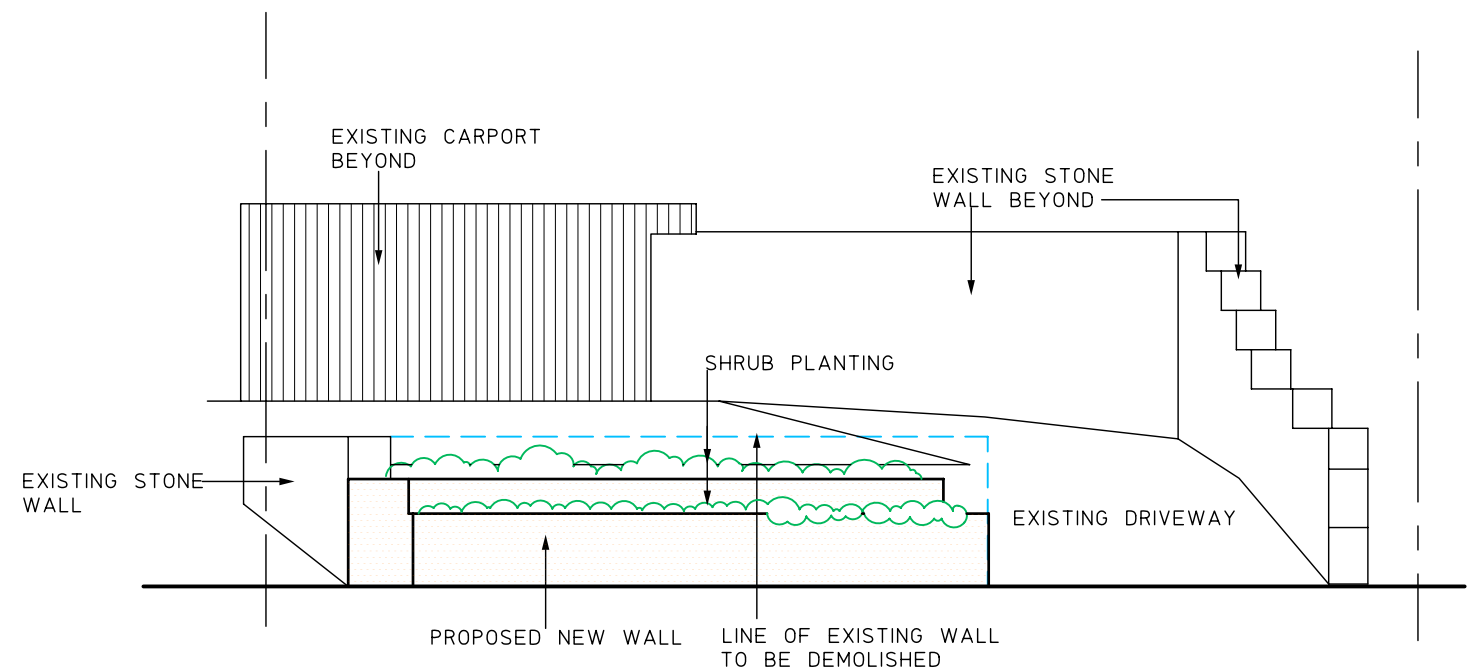 EXISTING CARPORT
BEYOND
EXISTING STONE
WALL BEYOND
SHRUB PLANTING
EXISTING STONE
WALL
EXISTING DRIVEWAY
PROPOSED NEW WALL
LINE OF EXISTING WALL
TO BE DEMOLISHED